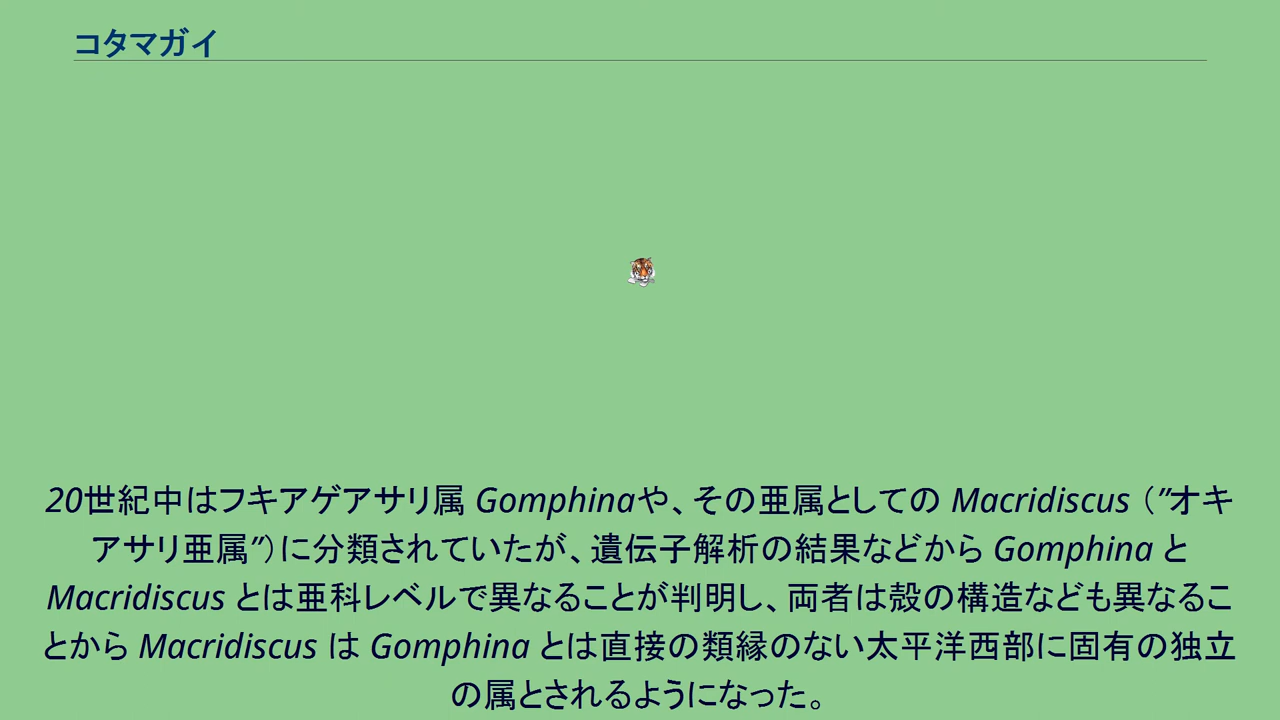 コタマガイ
20世紀中はフキアゲアサリ属 Gomphinaや、その亜属としての Macridiscus（”オキ
アサリ亜属”）に分類されていたが、遺伝子解析の結果などから Gomphina と
Macridiscus とは亜科レベルで異なることが判明し、両者は殻の構造なども異なるこ
とから Macridiscus は Gomphina とは直接の類縁のない太平洋西部に固有の独立
の属とされるようになった。